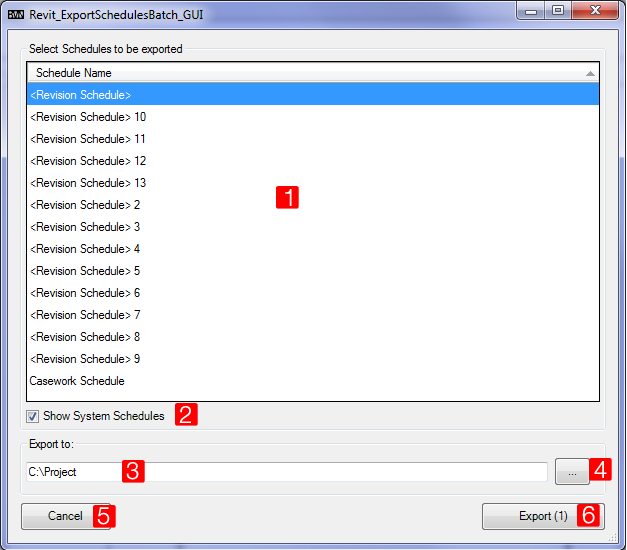 Revit_ExportSchedulesBatch_GUI
Select Schedules to be exported
Schedule Name
<Revision Schedule>
<Revision Schedule> 10
<Revision Schedule> 11
<Revision Schedule> 12
<Revision Schedule> 13
1
<Revision Schedule> 2
<Revision Schedule> 3
<Revision Schedule> 4
<Revision Schedule> 5
<Revision Schedule> 6
<Revision Schedule> 7
<Revision Schedule> 8
<Revision Schedule> 9
Casework Schedule
Show System Schedules 2
Export to:
C:\Project 3 ... 4
Cancel 5 Export (1) 6